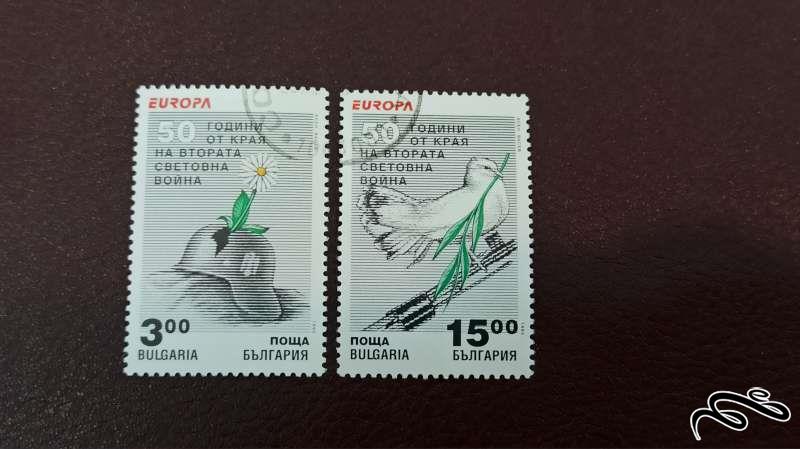 EUROPA
50 ГОДИНИ
ОТ КРАЯ
НА ВТОРАТА
СВЕТОВНА
ВОЙНА
3.00
ПОЩА
BULGARIA
БЪЛГАРИЯ
EUROPA
50 ГОДИНИ
ОТ КРАЯ
НА ВТОРАТА
СВЕТОВНА
ВОЙНА
15.00
ПОЩА
BULGARIA
БЪЛГАРИЯ